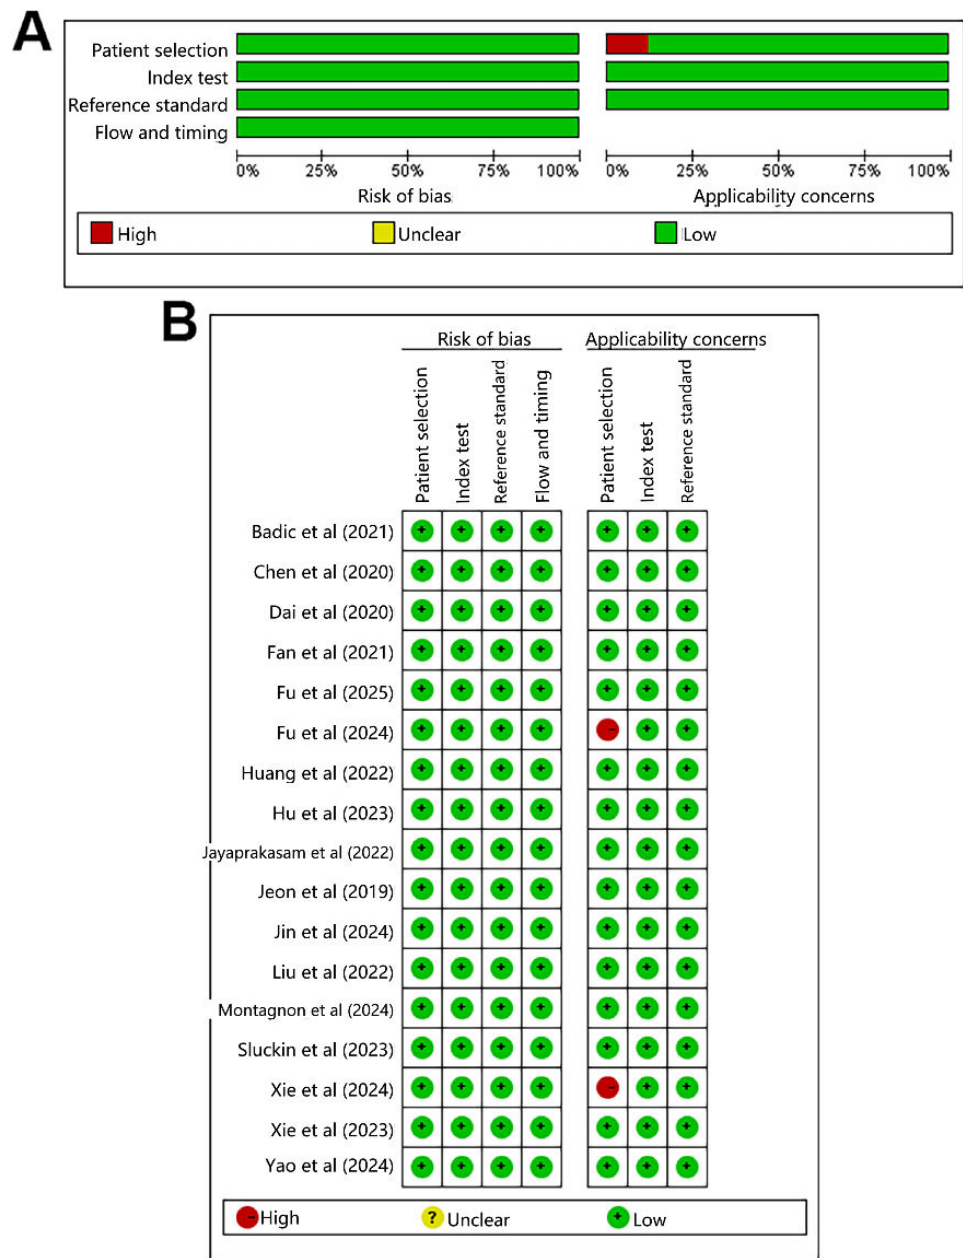 A
Patient selection
Index test
Reference standard
Flow and timing
0% 25% 50% 75% 100% 0% 25% 50% 75% 100%
Risk of bias Applicability concerns
High Unclear Low
B
Risk of bias Applicability concerns
Patient selection Index test Reference standard Flow and timing Patient selection Index test Reference standard
Badic et al (2021) + + + + + + +
Chen et al (2020) + + + + + + +
Dai et al (2020) + + + + + + +
Fan et al (2021) + + + + + + +
Fu et al (2025) + + + + + + +
Fu et al (2024) + + + + - + +
Huang et al (2022) + + + + + + +
Hu et al (2023) + + + + + + +
Jayaprakasam et al (2022) + + + + + + +
Jeon et al (2019) + + + + + + +
Jin et al (2024) + + + + + + +
Liu et al (2022) + + + + + + +
Montagnon et al (2024) + + + + + + +
Sluckin et al (2023) + + + + + + +
Xie et al (2024) + + + + - + +
Xie et al (2023) + + + + + + +
Yao et al (2024) + + + + + + +
- High ? Unclear + Low